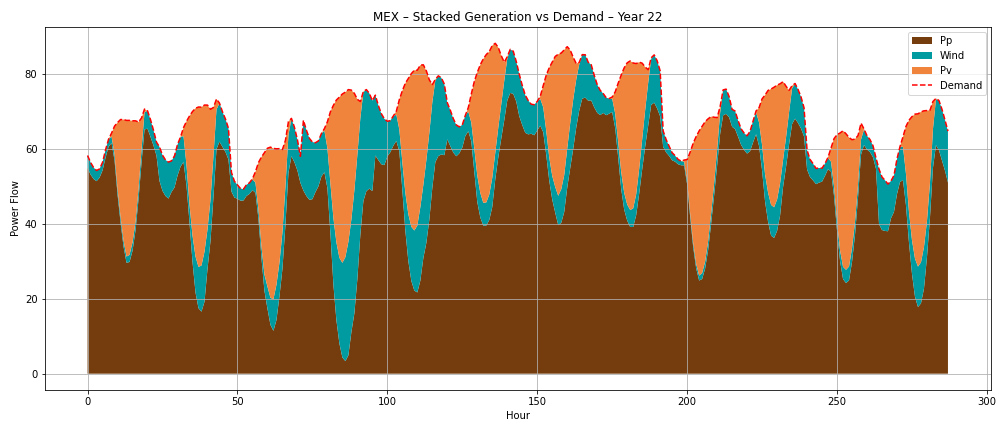 MEX – Stacked Generation vs Demand – Year 22
Pp
Wind
Pv
Demand
Power Flow
80
60
40
20
0
0 50 100 150 200 250 300
Hour